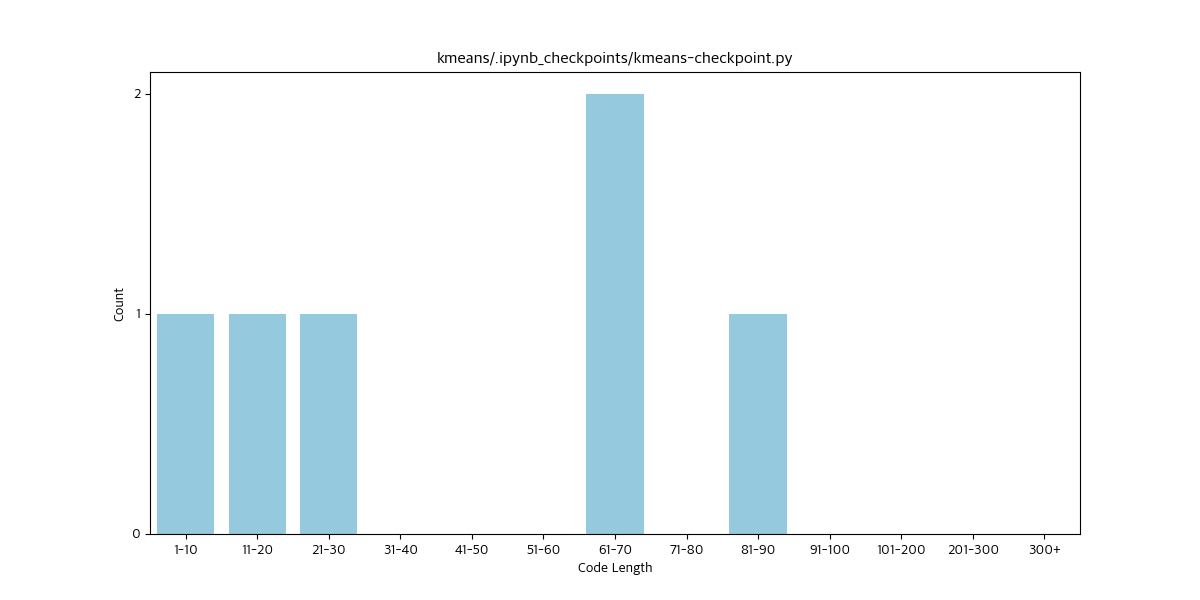 kmeans/.ipynb_checkpoints/kmeans-checkpoint.py
2
1
0
Count
1-10 11-20 21-30 31-40 41-50 51-60 61-70 71-80 81-90 91-100 101-200 201-300 300+
Code Length